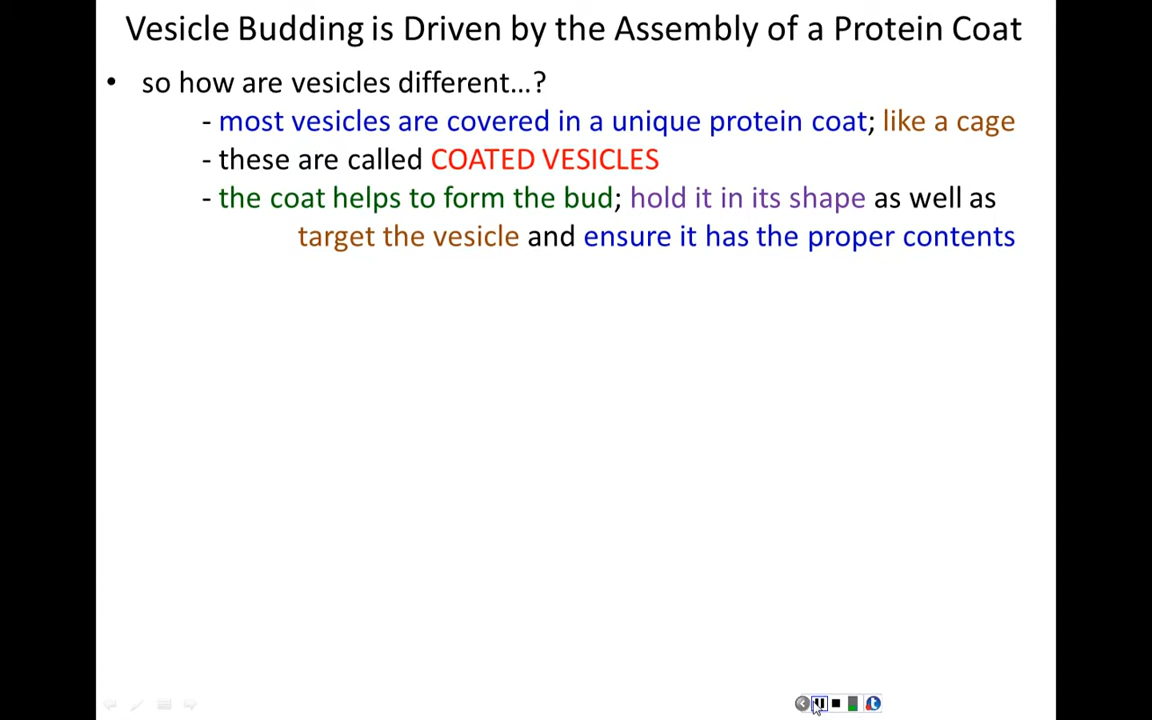 Vesicle Budding is Driven by the Assembly of a Protein Coat
• so how are vesicles different...?
- most vesicles are covered in a unique protein coat; like a cage
- these are called COATED VESICLES
- the coat helps to form the bud; hold it in its shape as well as
target the vesicle and ensure it has the proper contents